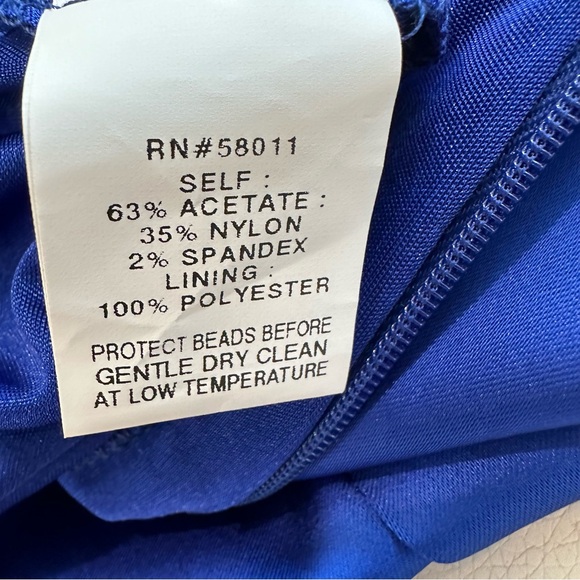 RN#58011
SELF :
63% ACETATE :
35% NYLON
2% SPANDEX
LINING :
100% POLYESTER
PROTECT BEADS BEFORE
GENTLE DRY CLEAN
AT LOW TEMPERATURE